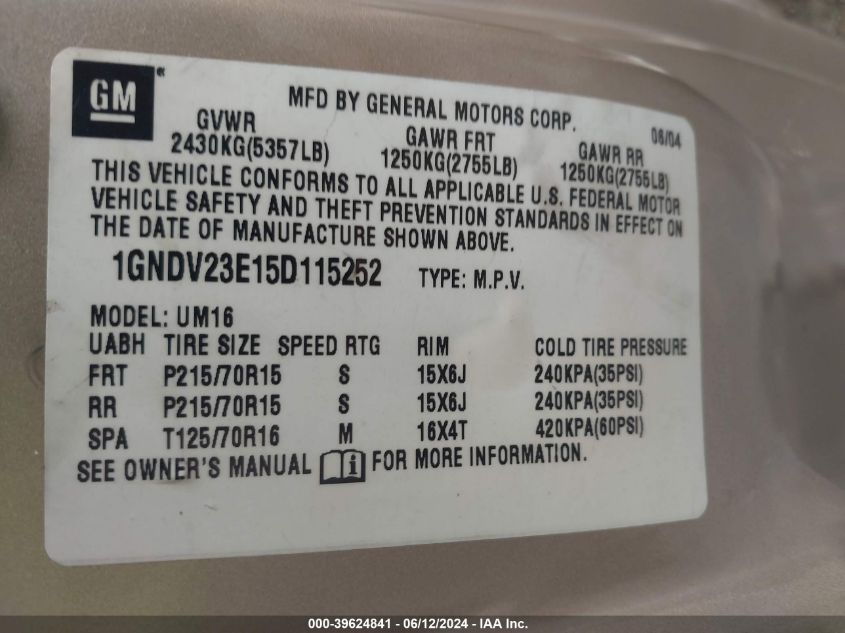 GM®
MFD BY GENERAL MOTORS CORP.
08/04
GVWR GAWR FRT GAWR RR
2430KG(5357LB) 1250KG(2755LB) 1250KG(2755LB)
THIS VEHICLE CONFORMS TO ALL APPLICABLE U.S. FEDERAL MOTOR
VEHICLE SAFETY AND THEFT PREVENTION STANDARDS IN EFFECT ON
THE DATE OF MANUFACTURE SHOWN ABOVE.
1GNDV23E15D115252 TYPE: M.P.V.
MODEL: UM16
UABH TIRE SIZE SPEED RTG RIM COLD TIRE PRESSURE
FRT P215/70R15 S 15X6J 240KPA(35PSI)
RR P215/70R15 S 15X6J 240KPA(35PSI)
SPA T125/70R16 M 16X4T 420KPA(60PSI)
SEE OWNER'S MANUAL i FOR MORE INFORMATION.
000-39624841 - 06/12/2024 - IAA Inc.